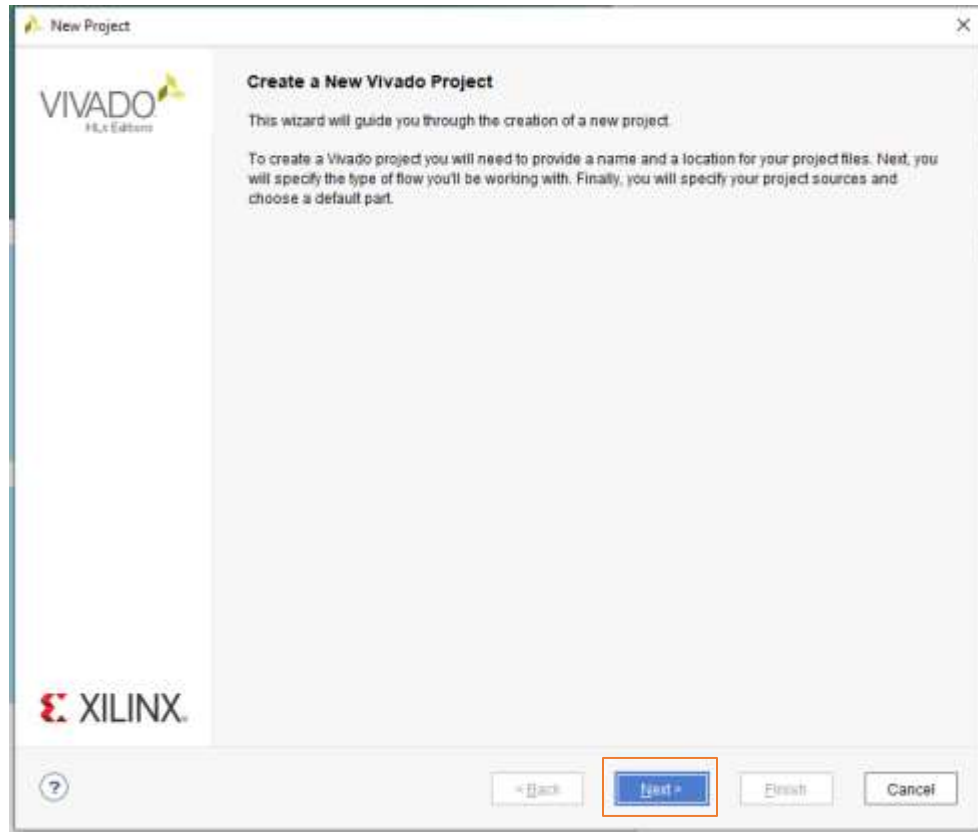 New Project
VIVADO
HLx Editions
Create a New Vivado Project
This wizard will guide you through the creation of a new project.
To create a Vivado project you will need to provide a name and a location for your project files. Next, you
will specify the type of flow you'll be working with. Finally, you will specify your project sources and
choose a default part.
XILINX
?
< Back
Next >
Finish
Cancel